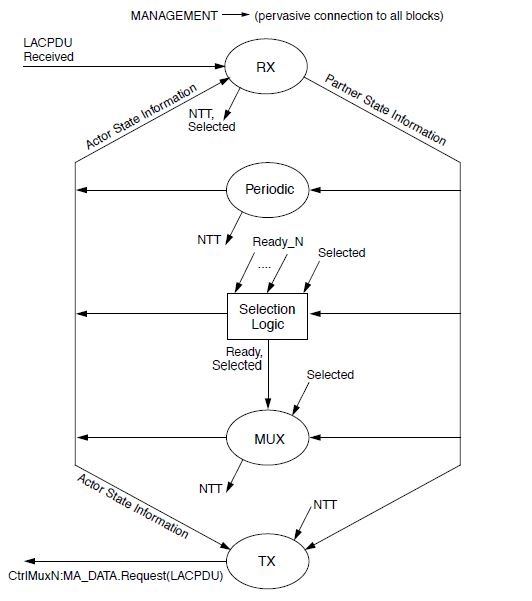 MANAGEMENT (pervasive connection to all blocks)
LACPDU
Received
RX
Actor State Information
Partner State Information
NTT,
Selected
Periodic
NTT
Ready_N
....
Selected
Selection
Logic
Ready,
Selected
Selected
MUX
NTT
Actor State Information
NTT
TX
CtrlMuxN:MA_DATA.Request(LACPDU)